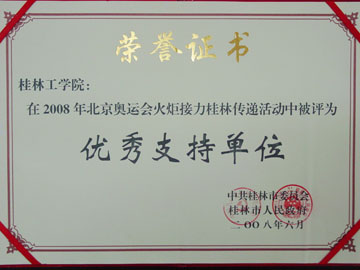 荣誉证书
桂林工学院：
在2008年北京奥运会火炬接力桂林传递活动中被评为
优秀支持单位
中共桂林市委员会
桂林市人民政府
二〇〇八年六月